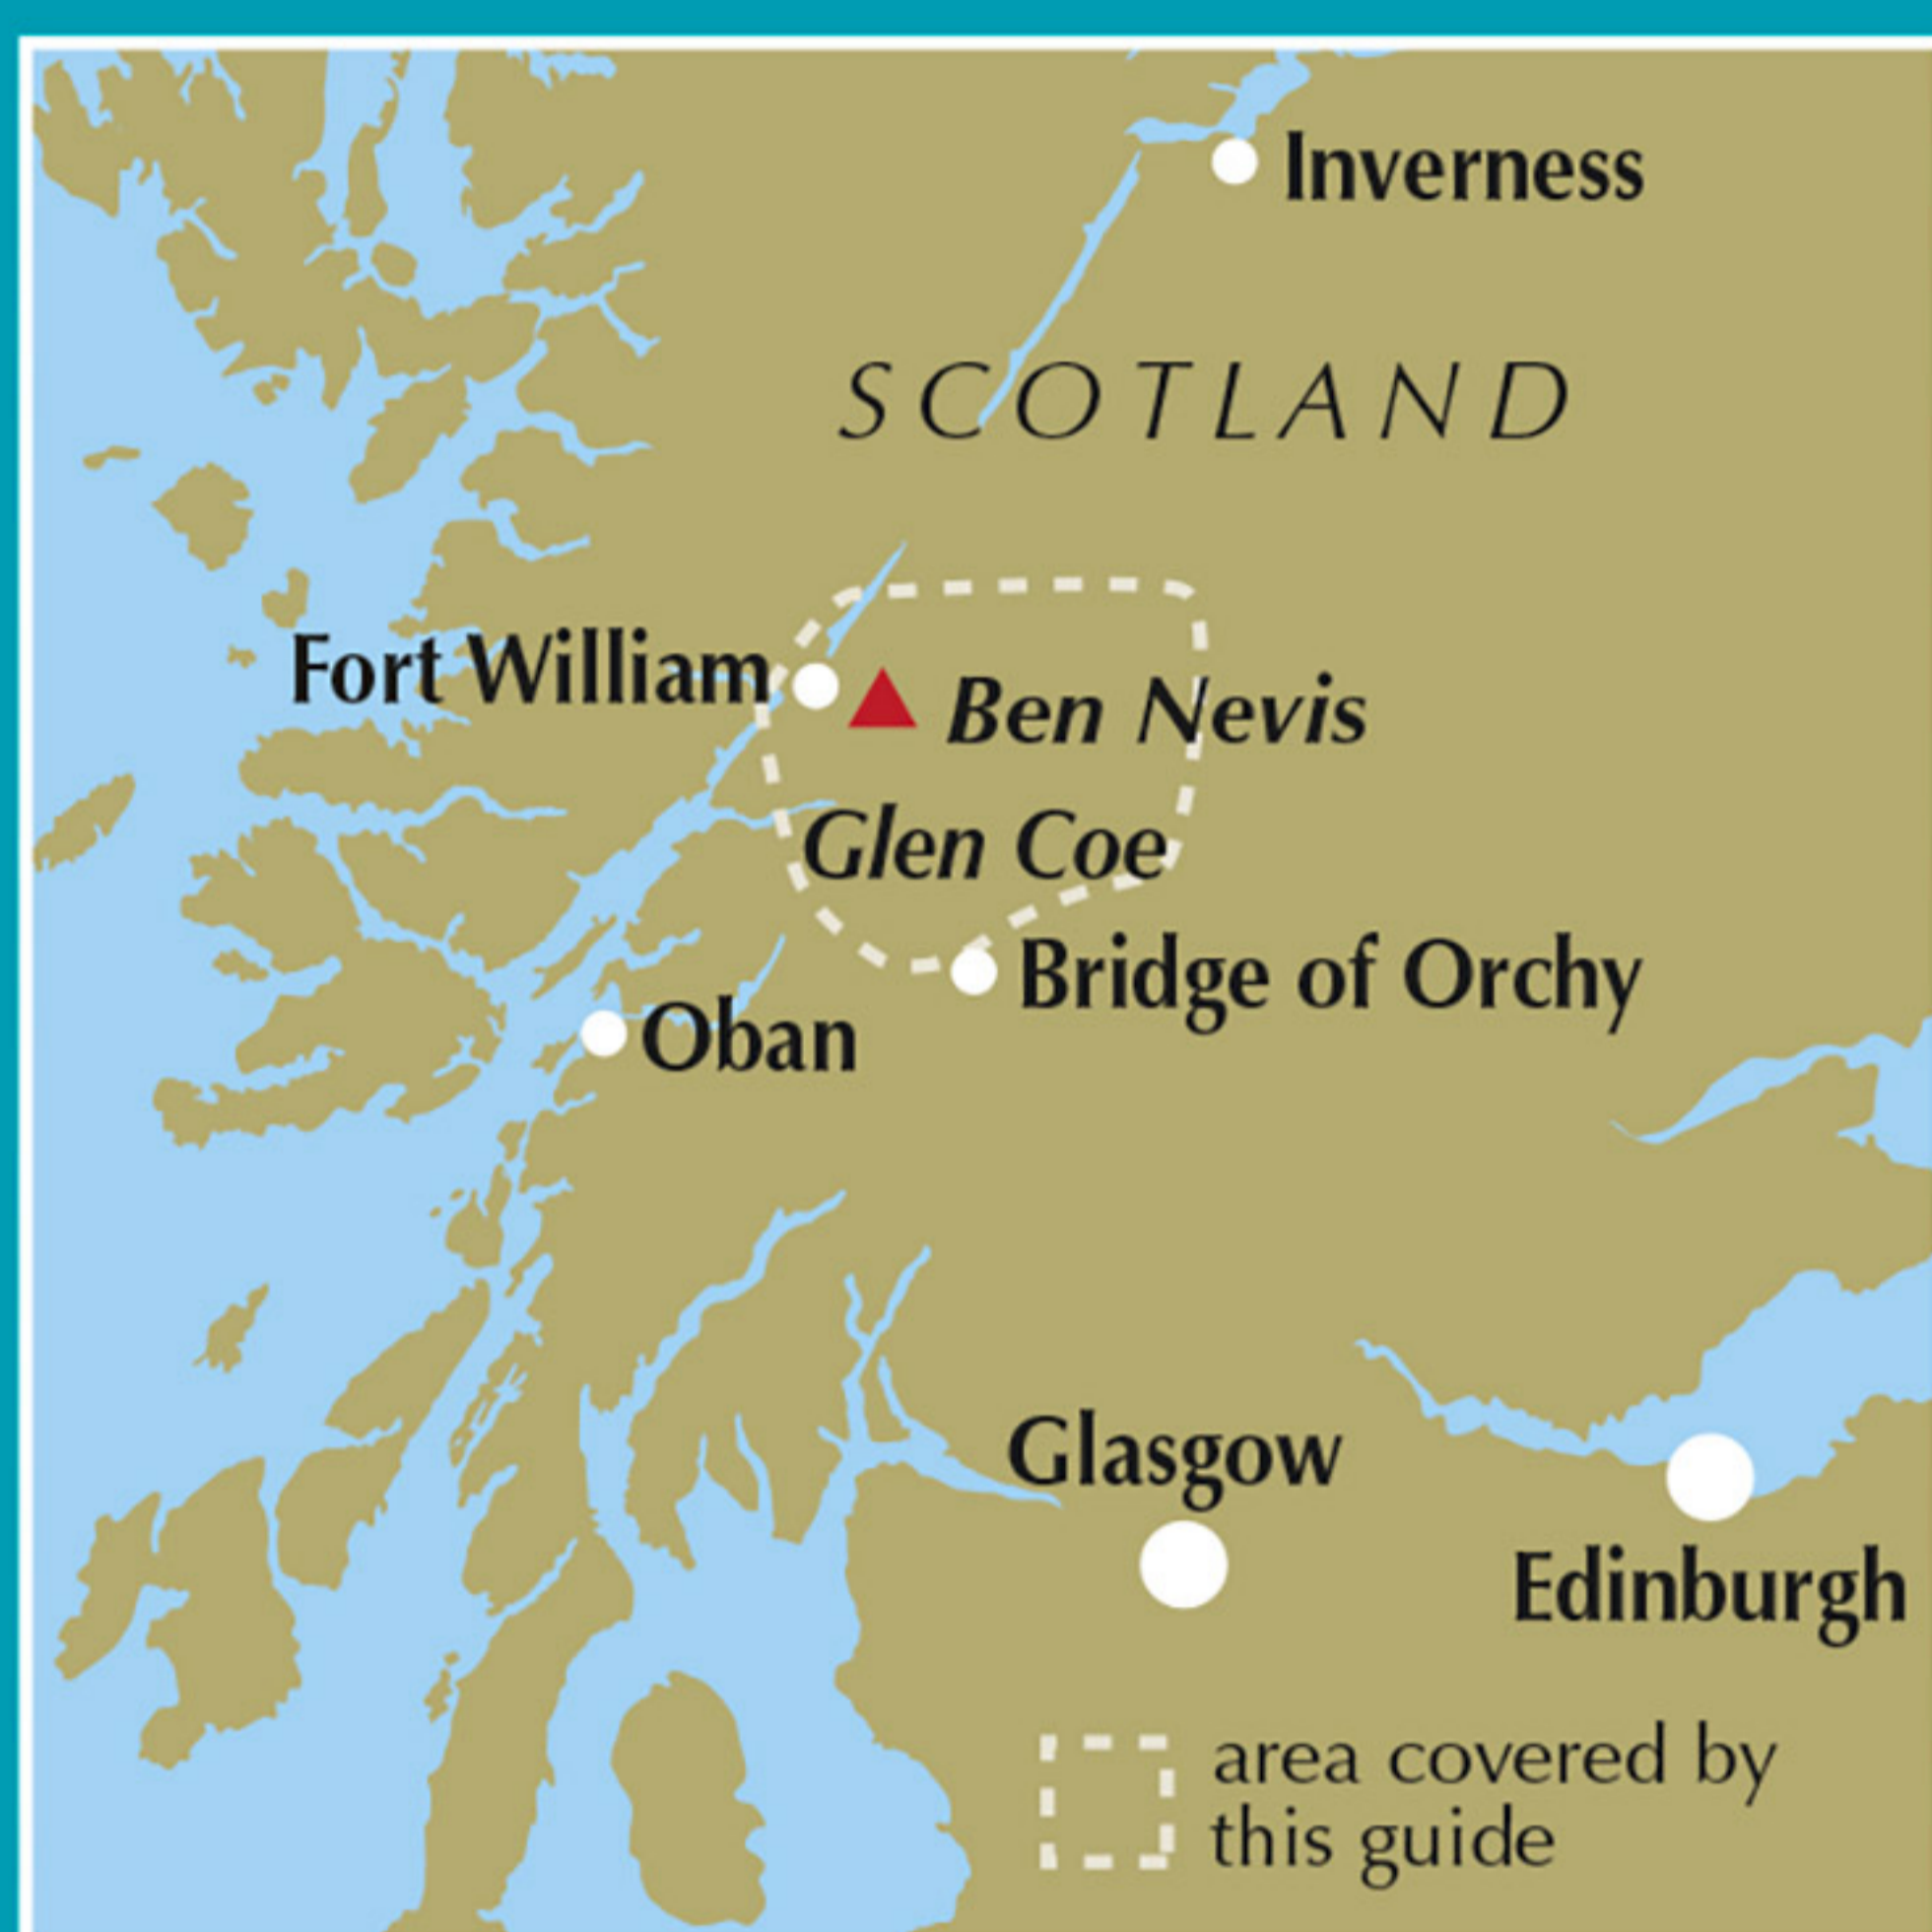 Inverness
SCOTLAND
Fort William
Ben Nevis
Glen Coe
Bridge of Orchy
Oban
Glasgow
Edinburgh
area covered by
this guide